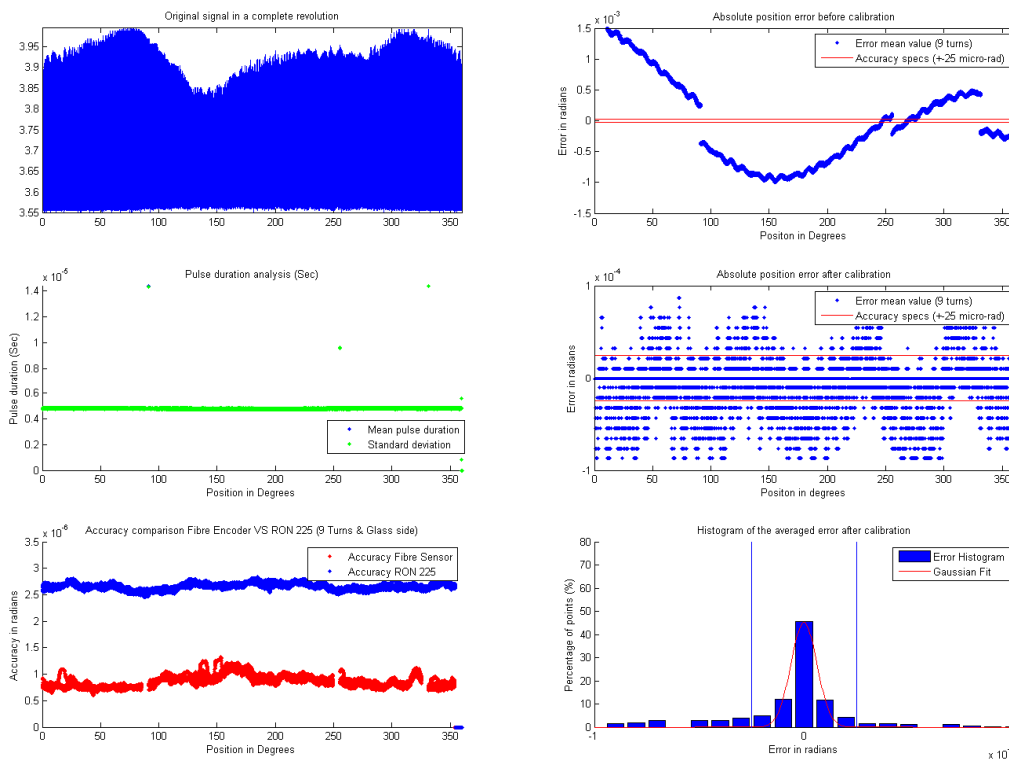 Original signal in a complete revolution
3.95
3.9
3.85
3.8
3.75
3.7
3.65
3.6
3.55
0 50 100 150 200 250 300 350
Absolute position error before calibration
x 10⁻³
1.5
1
0.5
0
-0.5
-1
-1.5
Error in radians
Error mean value (9 turns)
Accuracy specs (+-25 micro-rad)
0 50 100 150 200 250 300 350
Positon in Degrees
Pulse duration analysis (Sec)
x 10⁻⁵
1.4
1.2
1
0.8
0.6
0.4
0.2
0
Pulse duration (Sec)
Mean pulse duration
Standard deviation
0 50 100 150 200 250 300 350
Position in Degrees
Absolute position error after calibration
x 10⁻⁴
1
0
-1
Error in radians
Error mean value (9 turns)
Accuracy specs (+-25 micro-rad)
0 50 100 150 200 250 300 350
Position in Degrees
Accuracy comparison Fibre Encoder VS RON 225 (9 Turns & Glass side)
x 10⁻⁶
3.5
3
2.5
2
1.5
1
0.5
0
Accuracy in radians
Accuracy Fibre Sensor
Accuracy RON 225
0 50 100 150 200 250 300 350
Position in Degrees
Histogram of the averaged error after calibration
80
70
60
50
40
30
20
10
0
Percentage of points (%)
Error Histogram
Gaussian Fit
-1 0
Error in radians
x 10